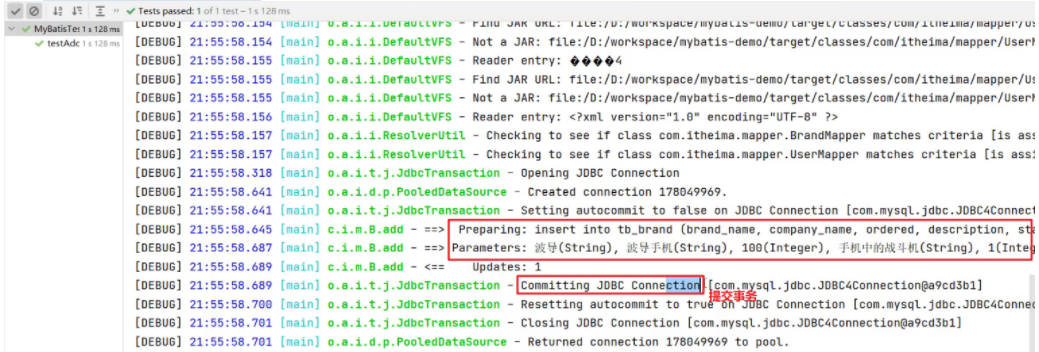 Tests passed: 1 of 1 test – 1 s 128 ms
MyBatisTes 1 s 128 ms
testAdd 1 s 128 ms
[DEBUG] 21:55:58.154 [main] o.a.i.i.DefaultVFS - Find JAR URL: file:/D:/workspace/mybatis-demo/target/classes/com/itheima/mapper/UserM
[DEBUG] 21:55:58.154 [main] o.a.i.i.DefaultVFS - Not a JAR: file:/D:/workspace/mybatis-demo/target/classes/com/itheima/mapper/UserM
[DEBUG] 21:55:58.155 [main] o.a.i.i.DefaultVFS - Reader entry: ����4
[DEBUG] 21:55:58.155 [main] o.a.i.i.DefaultVFS - Find JAR URL: file:/D:/workspace/mybatis-demo/target/classes/com/itheima/mapper/Us
[DEBUG] 21:55:58.155 [main] o.a.i.i.DefaultVFS - Not a JAR: file:/D:/workspace/mybatis-demo/target/classes/com/itheima/mapper/UserM
[DEBUG] 21:55:58.156 [main] o.a.i.i.DefaultVFS - Reader entry: <?xml version="1.0" encoding="UTF-8" ?>
[DEBUG] 21:55:58.157 [main] o.a.i.i.ResolverUtil - Checking to see if class com.itheima.mapper.BrandMapper matches criteria [is ass
[DEBUG] 21:55:58.157 [main] o.a.i.i.ResolverUtil - Checking to see if class com.itheima.mapper.UserMapper matches criteria [is assi
[DEBUG] 21:55:58.318 [main] o.a.i.t.j.JdbcTransaction - Opening JDBC Connection
[DEBUG] 21:55:58.641 [main] o.a.i.d.p.PooledDataSource - Created connection 178049969.
[DEBUG] 21:55:58.641 [main] o.a.i.t.j.JdbcTransaction - Setting autocommit to false on JDBC Connection [com.mysql.jdbc.JDBC4Connect
[DEBUG] 21:55:58.645 [main] c.i.m.B.add - ==>  Preparing: insert into tb_brand (brand_name, company_name, ordered, description, sta
[DEBUG] 21:55:58.687 [main] c.i.m.B.add - ==> Parameters: 波导(String), 波导手机(String), 100(Integer), 手机中的战斗机(String), 1(Integ
[DEBUG] 21:55:58.689 [main] c.i.m.B.add - <==    Updates: 1
[DEBUG] 21:55:58.689 [main] o.a.i.t.j.JdbcTransaction - Committing JDBC Connection [com.mysql.jdbc.JDBC4Connection@a9cd3b1]
提交事务
[DEBUG] 21:55:58.700 [main] o.a.i.t.j.JdbcTransaction - Resetting autocommit to true on JDBC Connection [com.mysql.jdbc.JDBC4Connec
[DEBUG] 21:55:58.701 [main] o.a.i.t.j.JdbcTransaction - Closing JDBC Connection [com.mysql.jdbc.JDBC4Connection@a9cd3b1]
[DEBUG] 21:55:58.701 [main] o.a.i.d.p.PooledDataSource - Returned connection 178049969 to pool.